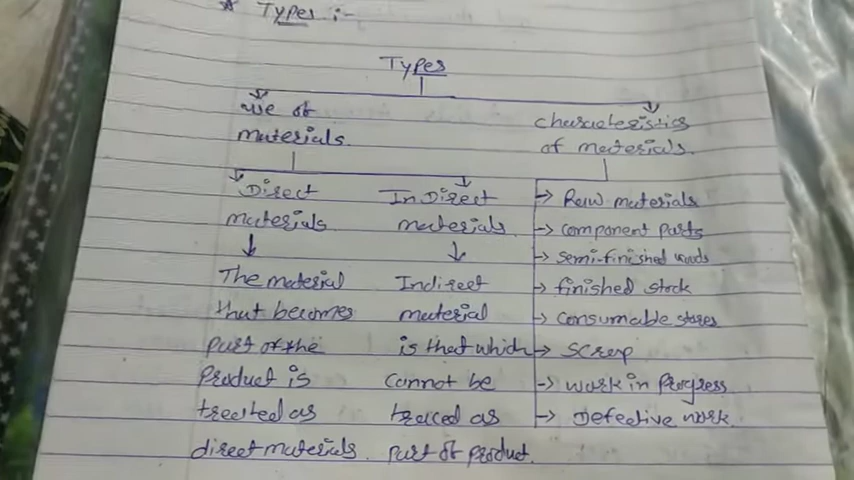 * Types :-
Types
use of
materials.
characteristics
of materials.
Direct
materials
InDirect
materials
The material
that becomes
part of the
product is
treated as
direct materials.
Indirect
material
is that which
cannot be
traced as
part of product.
→ Raw materials
→ component parts
→ semi-finished goods
→ finished stock
→ consumable stores
→ scrap
→ work in progress
→ Defective work.